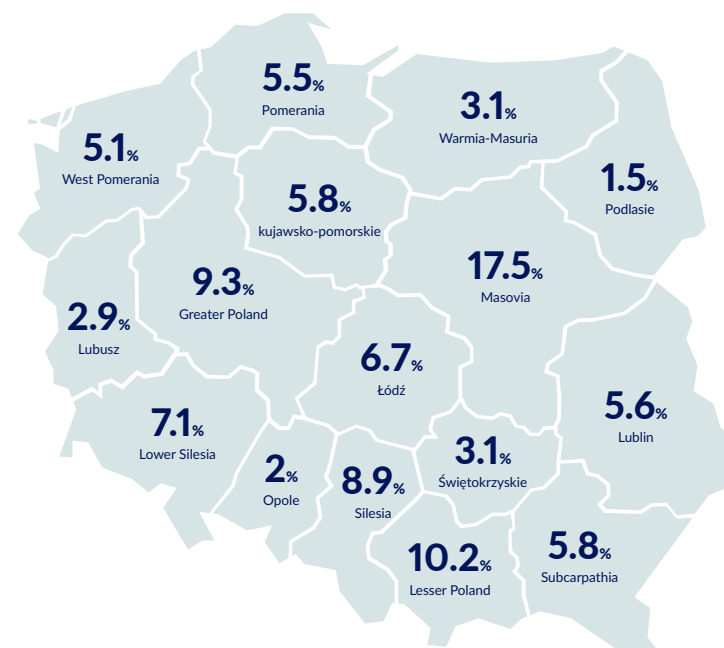 5.5%
Pomerania
3.1%
Warmia-Masuria
5.1%
West Pomerania
1.5%
Podlasie
5.8%
kujawsko-pomorskie
17.5%
Masovia
9.3%
Greater Poland
2.9%
Lubusz
6.7%
Łódź
5.6%
Lublin
7.1%
Lower Silesia
3.1%
Świętokrzyskie
2%
Opole
8.9%
Silesia
10.2%
Lesser Poland
5.8%
Subcarpathia